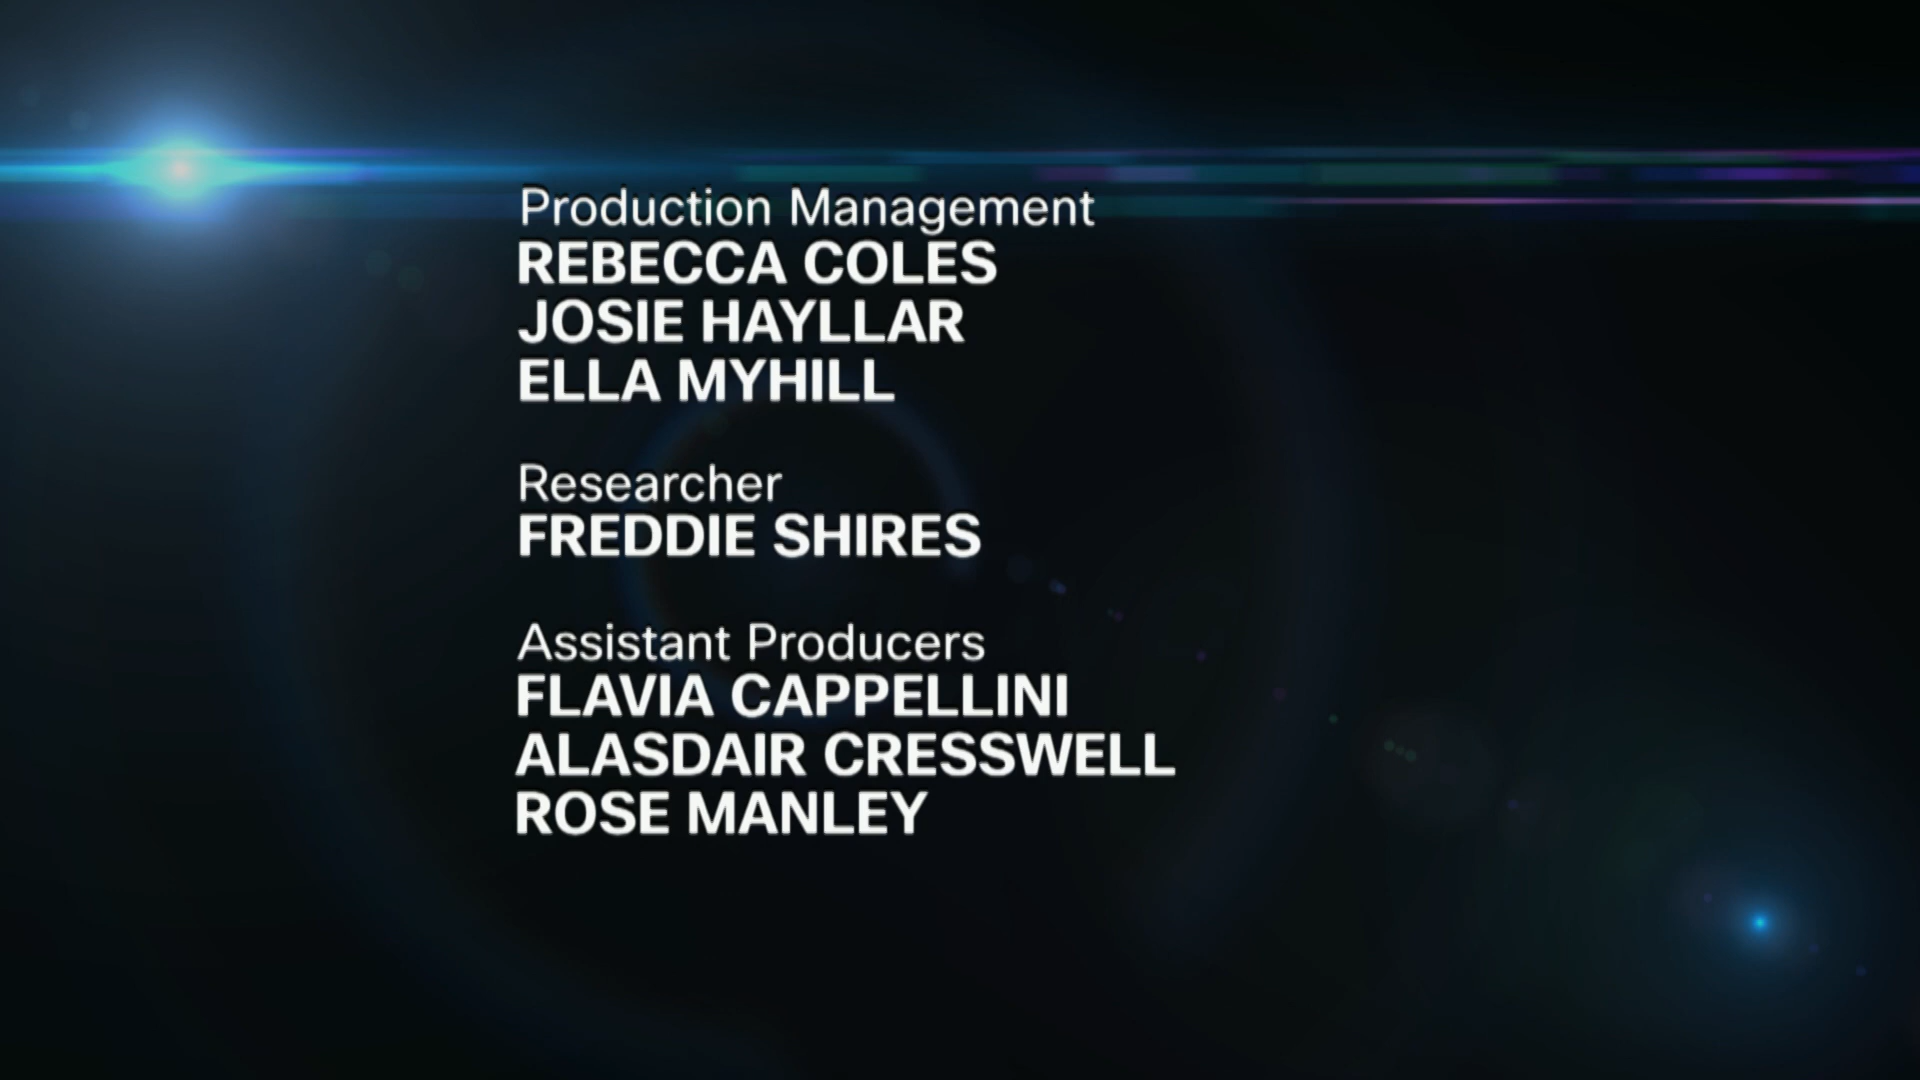 Production Management
REBECCA COLES
JOSIE HAYLLAR
ELLA MYHILL
Researcher
FREDDIE SHIRES
Assistant Producers
FLAVIA CAPPELLINI
ALASDAIR CRESSWELL
ROSE MANLEY